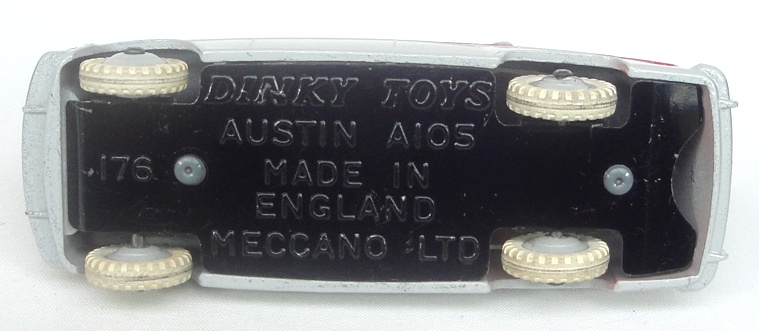 DINKY TOYS
AUSTIN A105
176
MADE IN
ENGLAND
MECCANO LTD